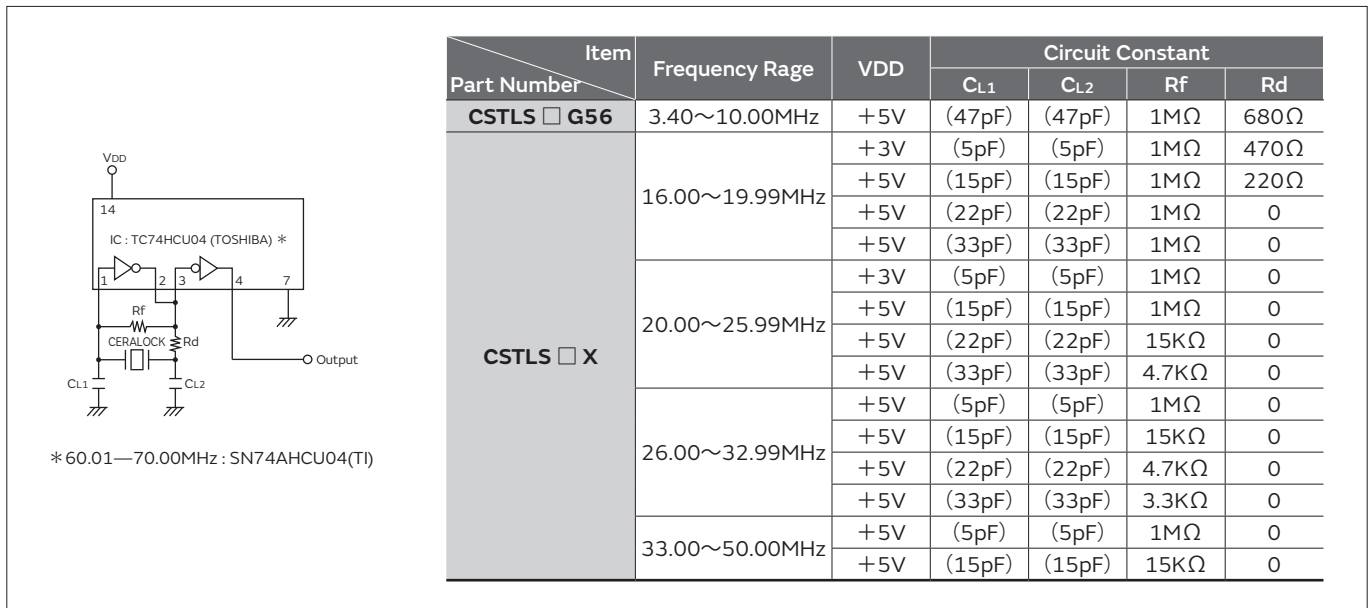 VDD
14
IC : TC74HCU04 (TOSHIBA) *
1 2 3 4 7
Rf
CERALOCK Rd
Output
CL1 CL2
*60.01—70.00MHz : SN74AHCU04(TI)
Item Part Number Frequency Rage VDD Circuit Constant
CL1 CL2 Rf Rd
CSTLS □ G56 3.40～10.00MHz +5V (47pF) (47pF) 1MΩ 680Ω
CSTLS □ X 16.00～19.99MHz +3V (5pF) (5pF) 1MΩ 470Ω
+5V (15pF) (15pF) 1MΩ 220Ω
+5V (22pF) (22pF) 1MΩ 0
+5V (33pF) (33pF) 1MΩ 0
20.00～25.99MHz +3V (5pF) (5pF) 1MΩ 0
+5V (15pF) (15pF) 1MΩ 0
+5V (22pF) (22pF) 15KΩ 0
+5V (33pF) (33pF) 4.7KΩ 0
26.00～32.99MHz +5V (5pF) (5pF) 1MΩ 0
+5V (15pF) (15pF) 15KΩ 0
+5V (22pF) (22pF) 4.7KΩ 0
+5V (33pF) (33pF) 3.3KΩ 0
33.00～50.00MHz +5V (5pF) (5pF) 1MΩ 0
+5V (15pF) (15pF) 15KΩ 0